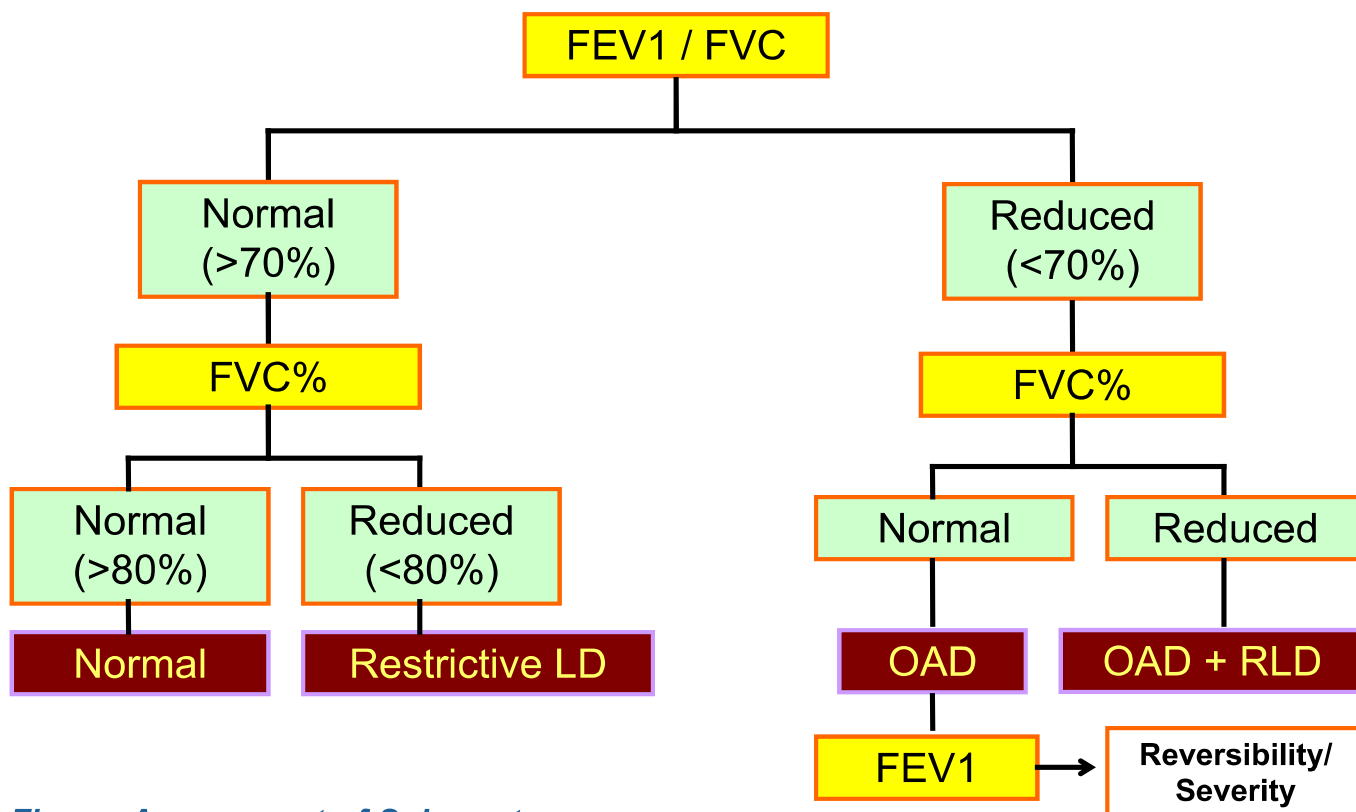 FEV1 / FVC
Normal
(>70%)
Reduced
(<70%)
FVC%
FVC%
Normal
(>80%)
Reduced
(<80%)
Normal
Reduced
Normal
Restrictive LD
OAD
OAD + RLD
FEV1
Reversibility/
Severity